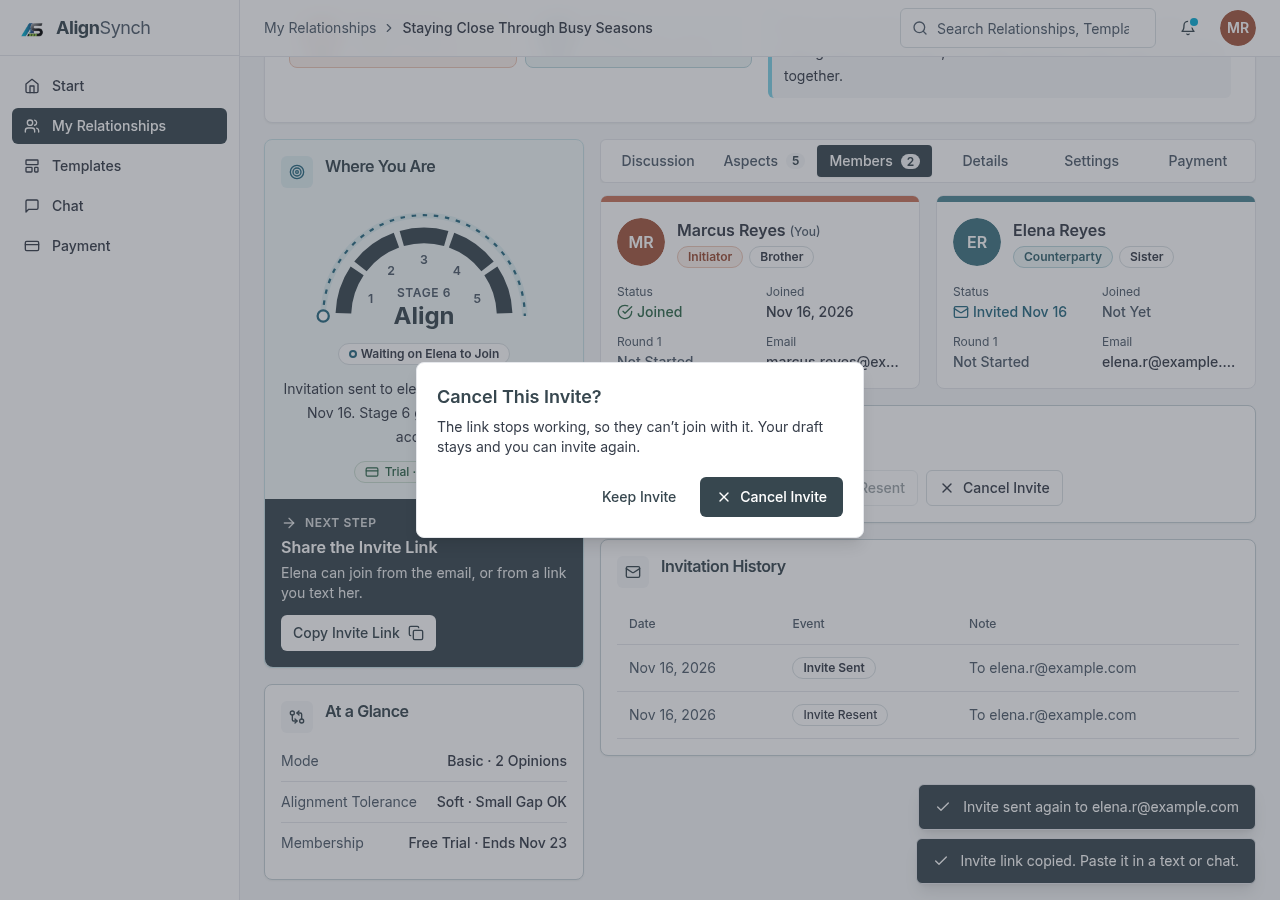 AlignSynch
My Relationships > Staying Close Through Busy Seasons
Search Relationships, Templa
MR
Start
My Relationships
Templates
Chat
Payment
together.
Where You Are
1
2
3
4
5
STAGE 6
Align
Waiting on Elena to Join
Invitation sent to ele
Nov 16. Stage 6
acc
Trial ·
NEXT STEP
Share the Invite Link
Elena can join from the email, or from a link
you text her.
Copy Invite Link
At a Glance
Mode Basic · 2 Opinions
Alignment Tolerance Soft · Small Gap OK
Membership Free Trial · Ends Nov 23
Discussion Aspects 5 Members 2 Details Settings Payment
MR
Marcus Reyes (You)
Initiator Brother
Status Joined
Joined Nov 16, 2026
Round 1 Email
Not Started marcus.reyes@ex...
ER
Elena Reyes
Counterparty Sister
Status Joined
Invited Nov 16 Not Yet
Round 1 Email
Not Started elena.r@example....
Resent
Cancel Invite
Cancel This Invite?
The link stops working, so they can’t join with it. Your draft
stays and you can invite again.
Keep Invite Cancel Invite
Invitation History
Date Event Note
Nov 16, 2026 Invite Sent To elena.r@example.com
Nov 16, 2026 Invite Resent To elena.r@example.com
Invite sent again to elena.r@example.com
Invite link copied. Paste it in a text or chat.